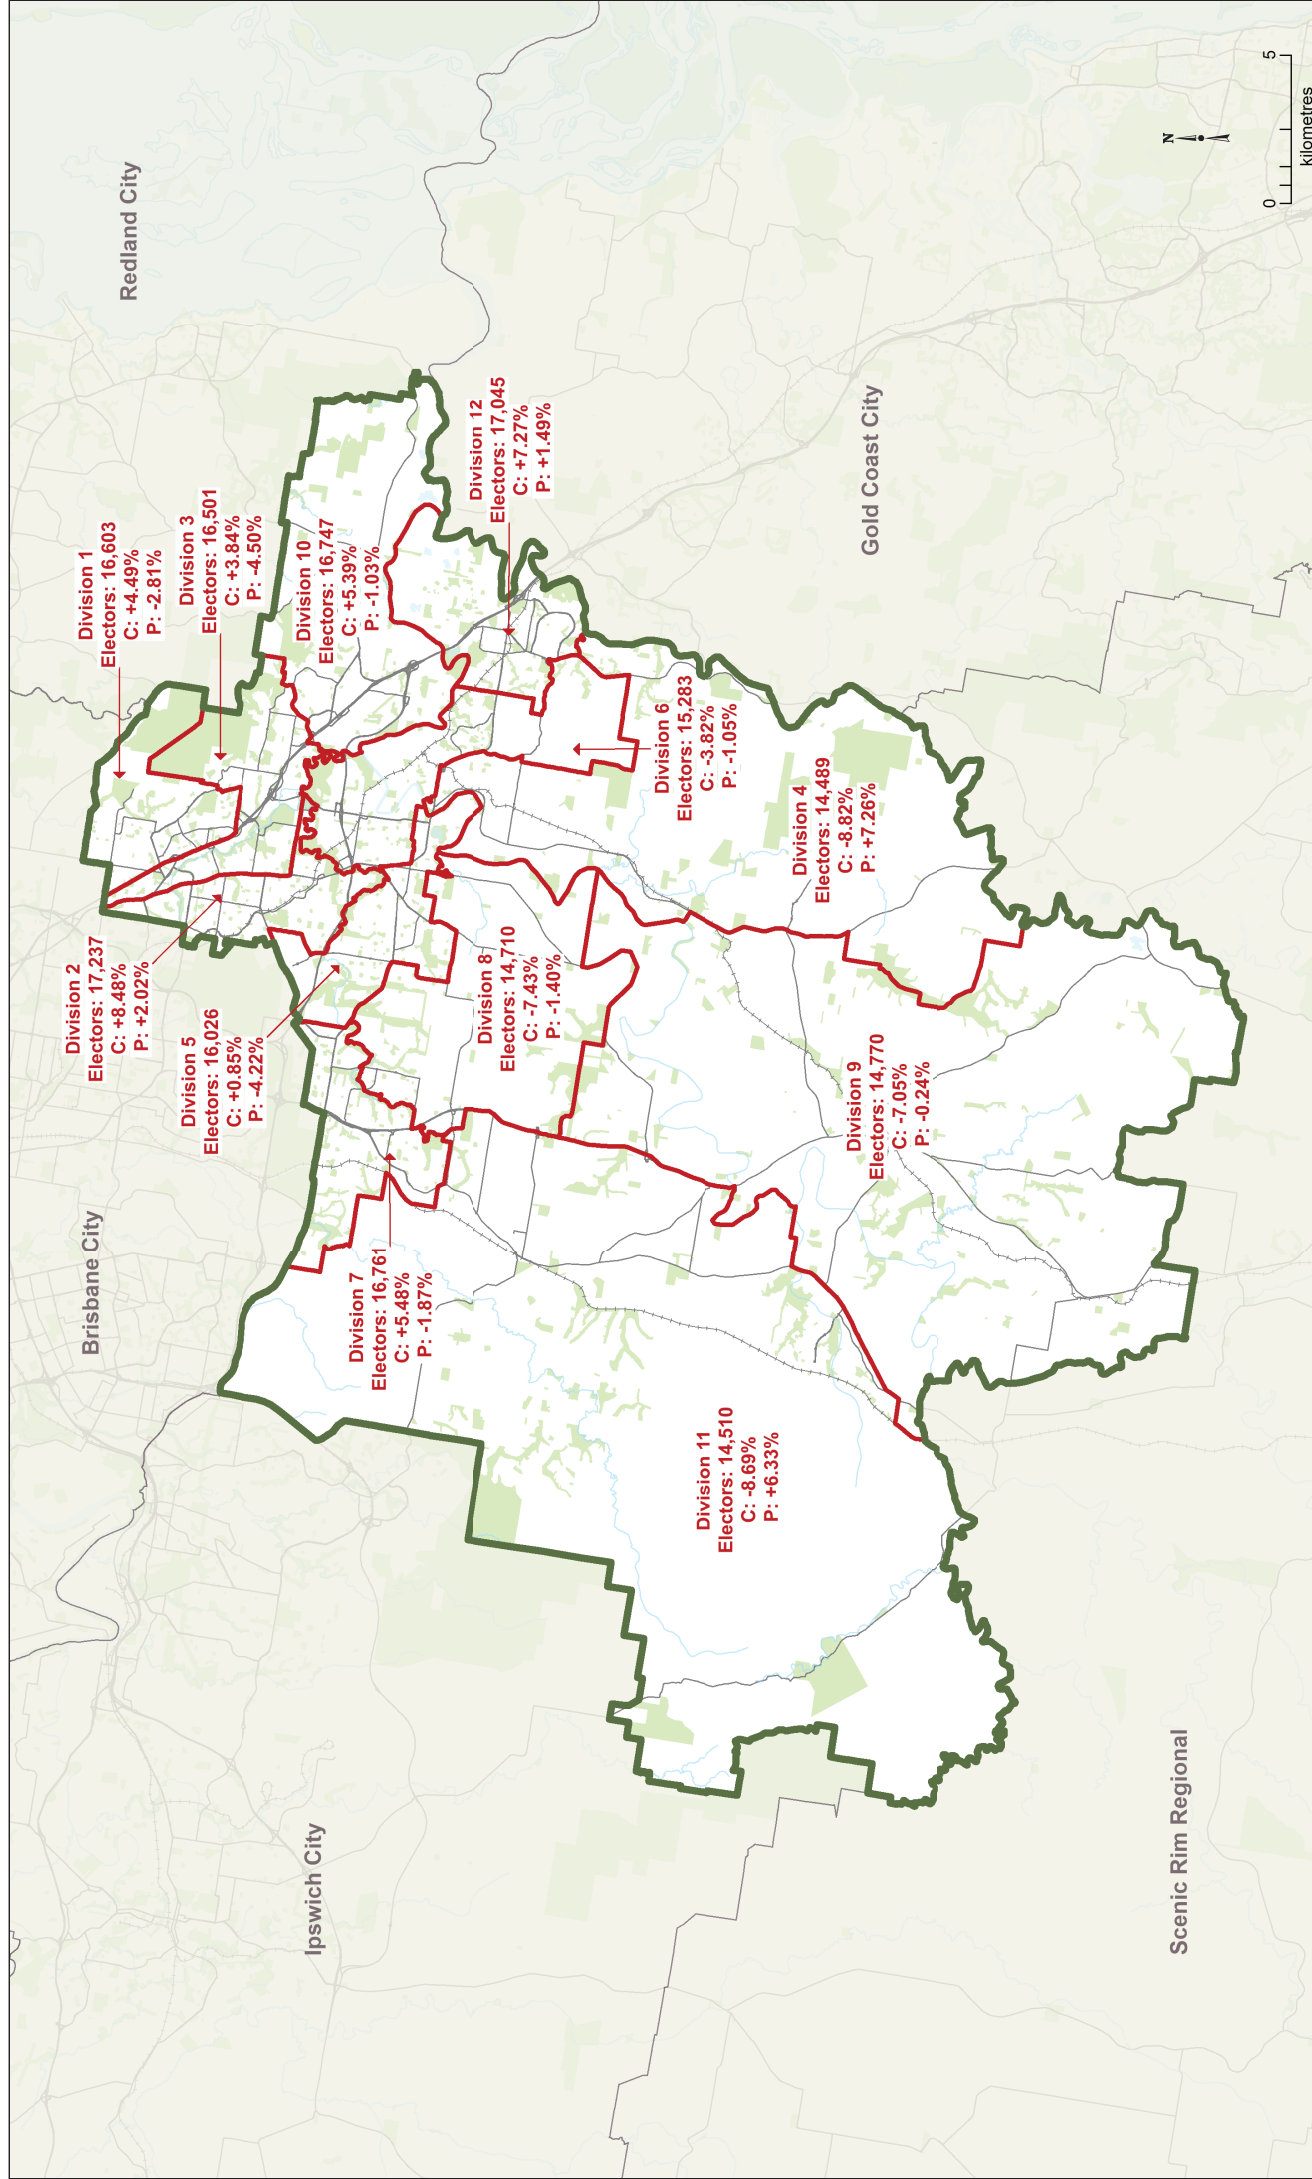 Redland City
Division 1
Electors: 16,603
C: +4.49%
P: -2.81%
Division 3
Electors: 16,501
C: +3.84%
P: -4.50%
Division 10
Electors: 16,747
C: +5.39%
P: -1.03%
Division 12
Electors: 17,045
C: +7.27%
P: +1.49%
Division 2
Electors: 17,237
C: +8.48%
P: +2.02%
Division 5
Electors: 16,026
C: +0.85%
P: -4.22%
Division 6
Electors: 15,283
C: -3.82%
P: -1.05%
Division 4
Electors: 14,489
C: -8.82%
P: +7.26%
Division 8
Electors: 14,710
C: -7.43%
P: -1.40%
Division 9
Electors: 14,770
C: -7.05%
P: -0.24%
Division 7
Electors: 16,761
C: +5.48%
P: -1.87%
Division 11
Electors: 14,510
C: -8.69%
P: +6.33%
Brisbane City
Ipswich City
Gold Coast City
Scenic Rim Regional
N
0 5
kilometres